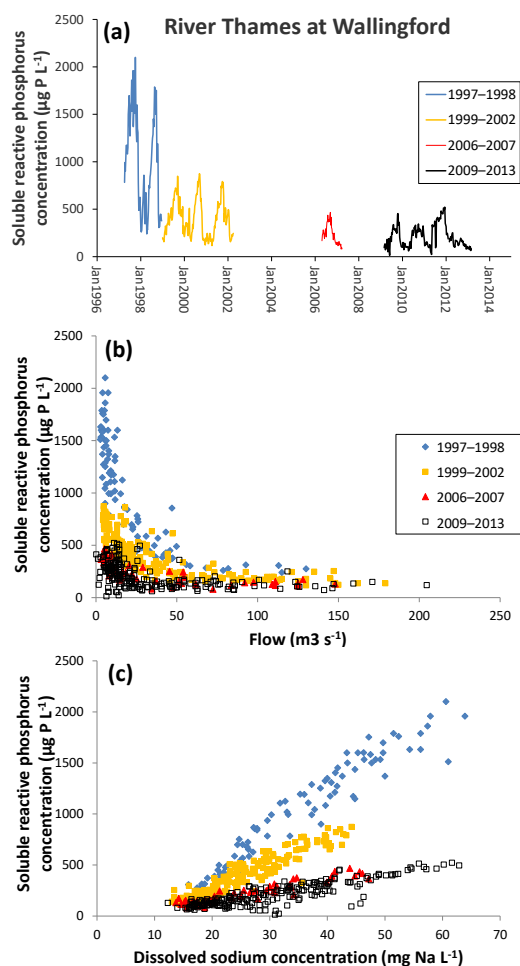 (a) River Thames at Wallingford
Soluble reactive phosphorus
concentration (µg P L⁻¹)
2500
2000
1500
1000
500
0
1997–1998
1999–2002
2006–2007
2009–2013
Jan1996
Jan1998
Jan2000
Jan2002
Jan2004
Jan2006
Jan2008
Jan2010
Jan2012
Jan2014
(b)
Soluble reactive phosphorus
concentration (µg P L⁻¹)
2500
2000
1500
1000
500
0
1997–1998
1999–2002
2006–2007
2009–2013
0 50 100 150 200 250
Flow (m3 s⁻¹)
(c)
Soluble reactive phosphorus
concentration (µg P L⁻¹)
2500
2000
1500
1000
500
0
0 10 20 30 40 50 60 70
Dissolved sodium concentration (mg Na L⁻¹)